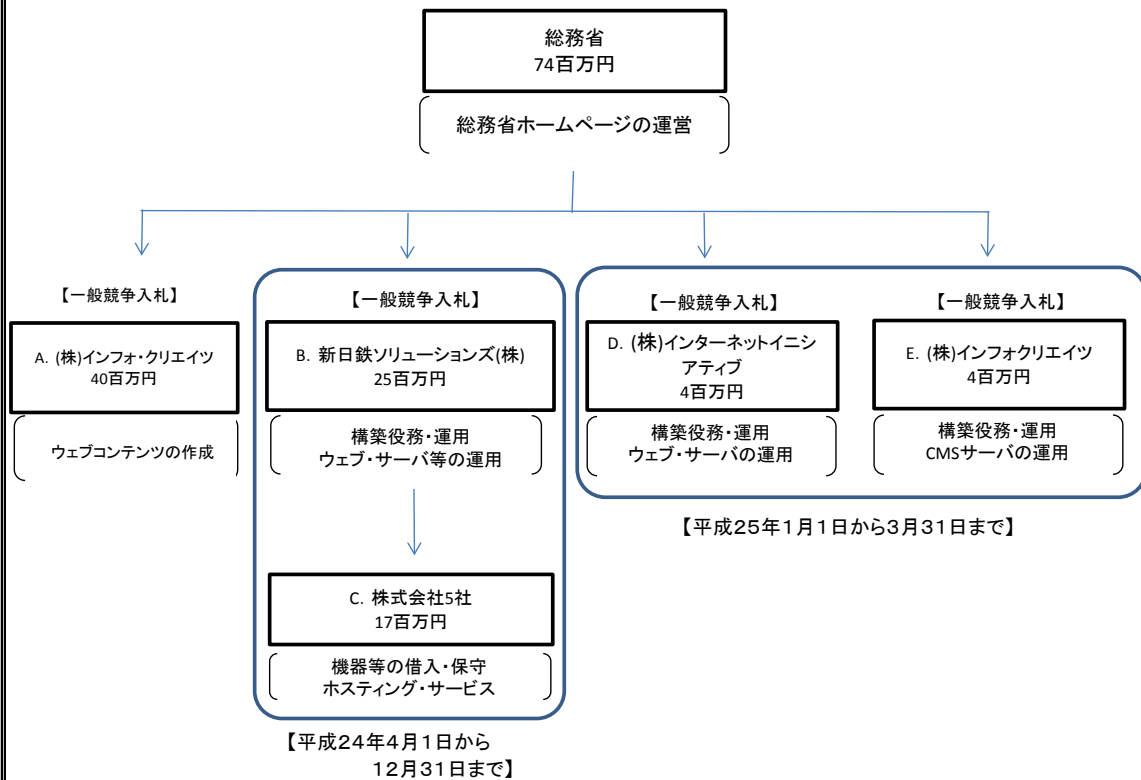 総務省
74百万円
総務省ホームページの運営
【一般競争入札】
A. (株)インフォ・クリエイツ
40百万円
ウェブコンテンツの作成
【一般競争入札】
B. 新日鉄ソリューションズ(株)
25百万円
構築役務・運用
ウェブ・サーバ等の運用
C. 株式会社5社
17百万円
機器等の借入・保守
ホスティング・サービス
【平成24年4月1日から
12月31日まで】
【一般競争入札】
D. (株)インターネットイニシ
アティブ
4百万円
構築役務・運用
ウェブ・サーバの運用
【一般競争入札】
E. (株)インフォクリエイツ
4百万円
構築役務・運用
CMSサーバの運用
【平成25年1月1日から3月31日まで】